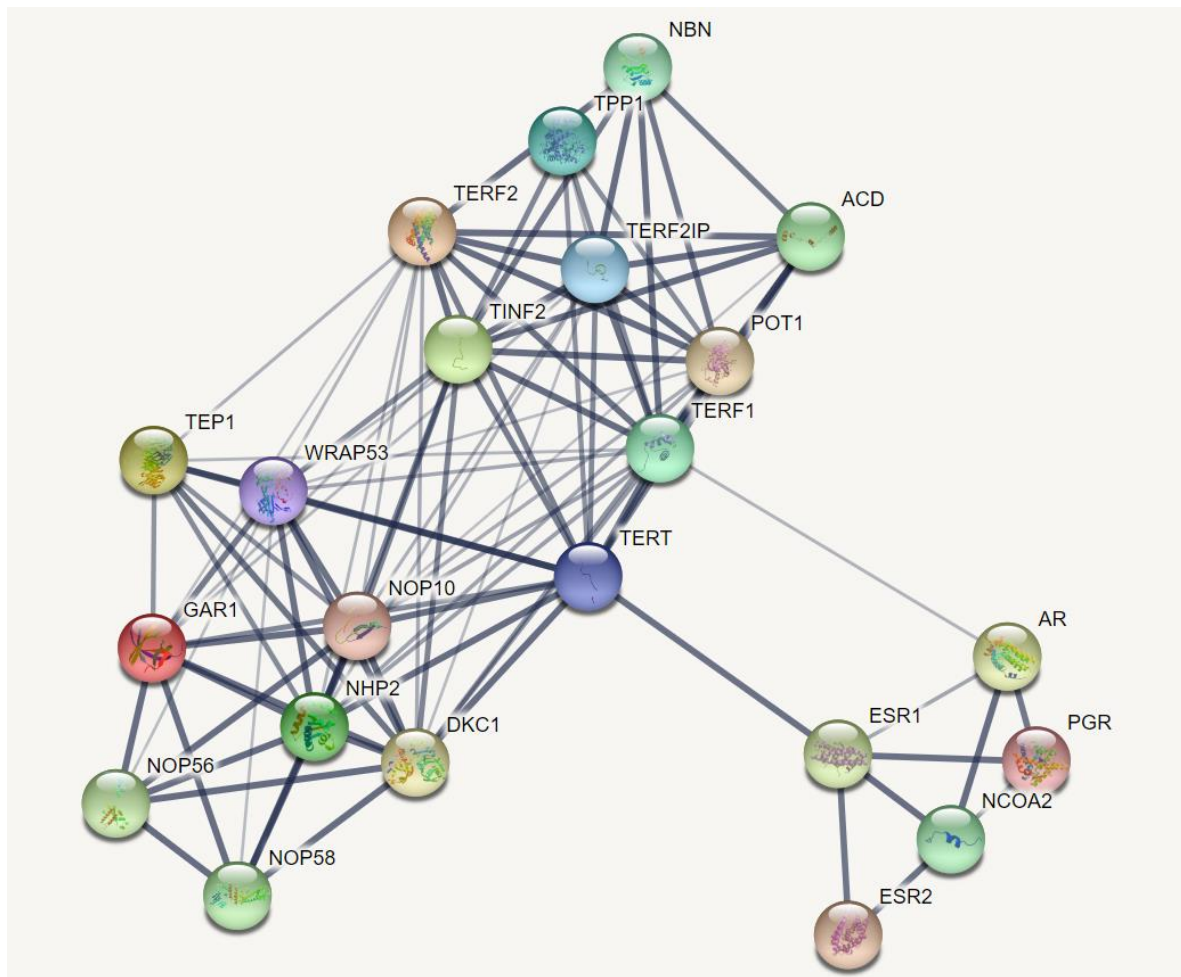 NBN
TPP1
TERF2
ACD
TERF2IP
TINF2
POT1
TERF1
TEP1
WRAP53
TERT
NOP10
GAR1
AR
NHP2
ESR1
PGR
DKC1
NOP56
NCOA2
NOP58
ESR2